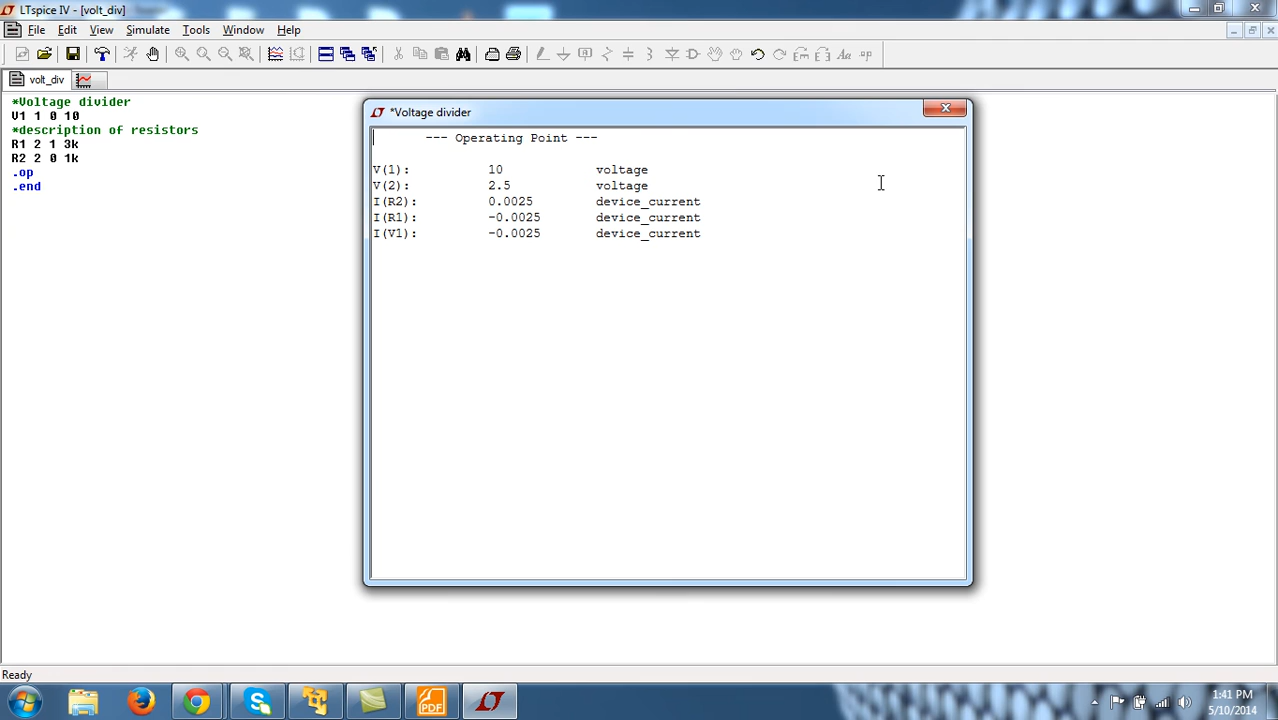 LTspice IV - [volt_div]
File Edit View Simulate Tools Window Help
volt_div
*Voltage divider
V1 1 0 10
*description of resistors
R1 2 1 3k
R2 2 0 1k
.op
.end
*Voltage divider
--- Operating Point ---
V(1): 10 voltage
V(2): 2.5 voltage
I(R2): 0.0025 device_current
I(R1): -0.0025 device_current
I(V1): -0.0025 device_current
Ready
PDF
1:41 PM
5/10/2014